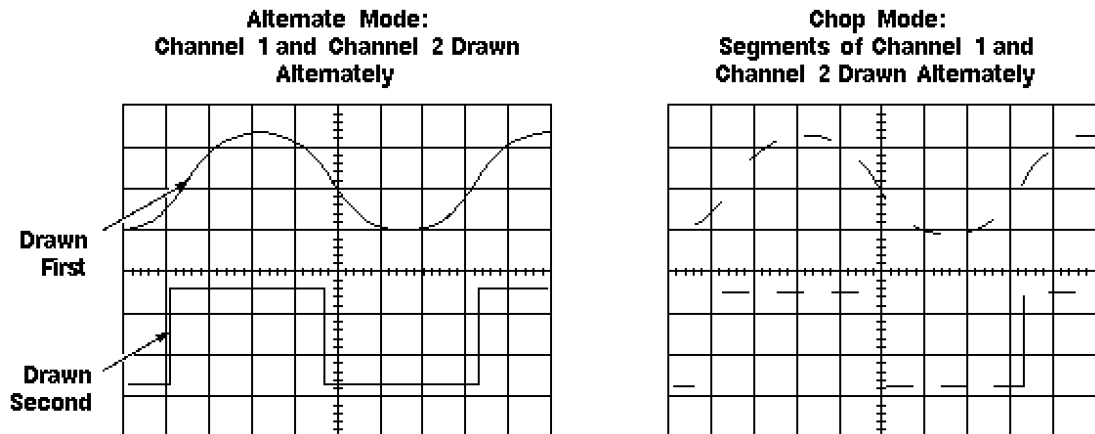 Alternate Mode:
Channel 1 and Channel 2 Drawn
Alternately
Chop Mode:
Segments of Channel 1 and
Channel 2 Drawn Alternately
Drawn
First
Drawn
Second